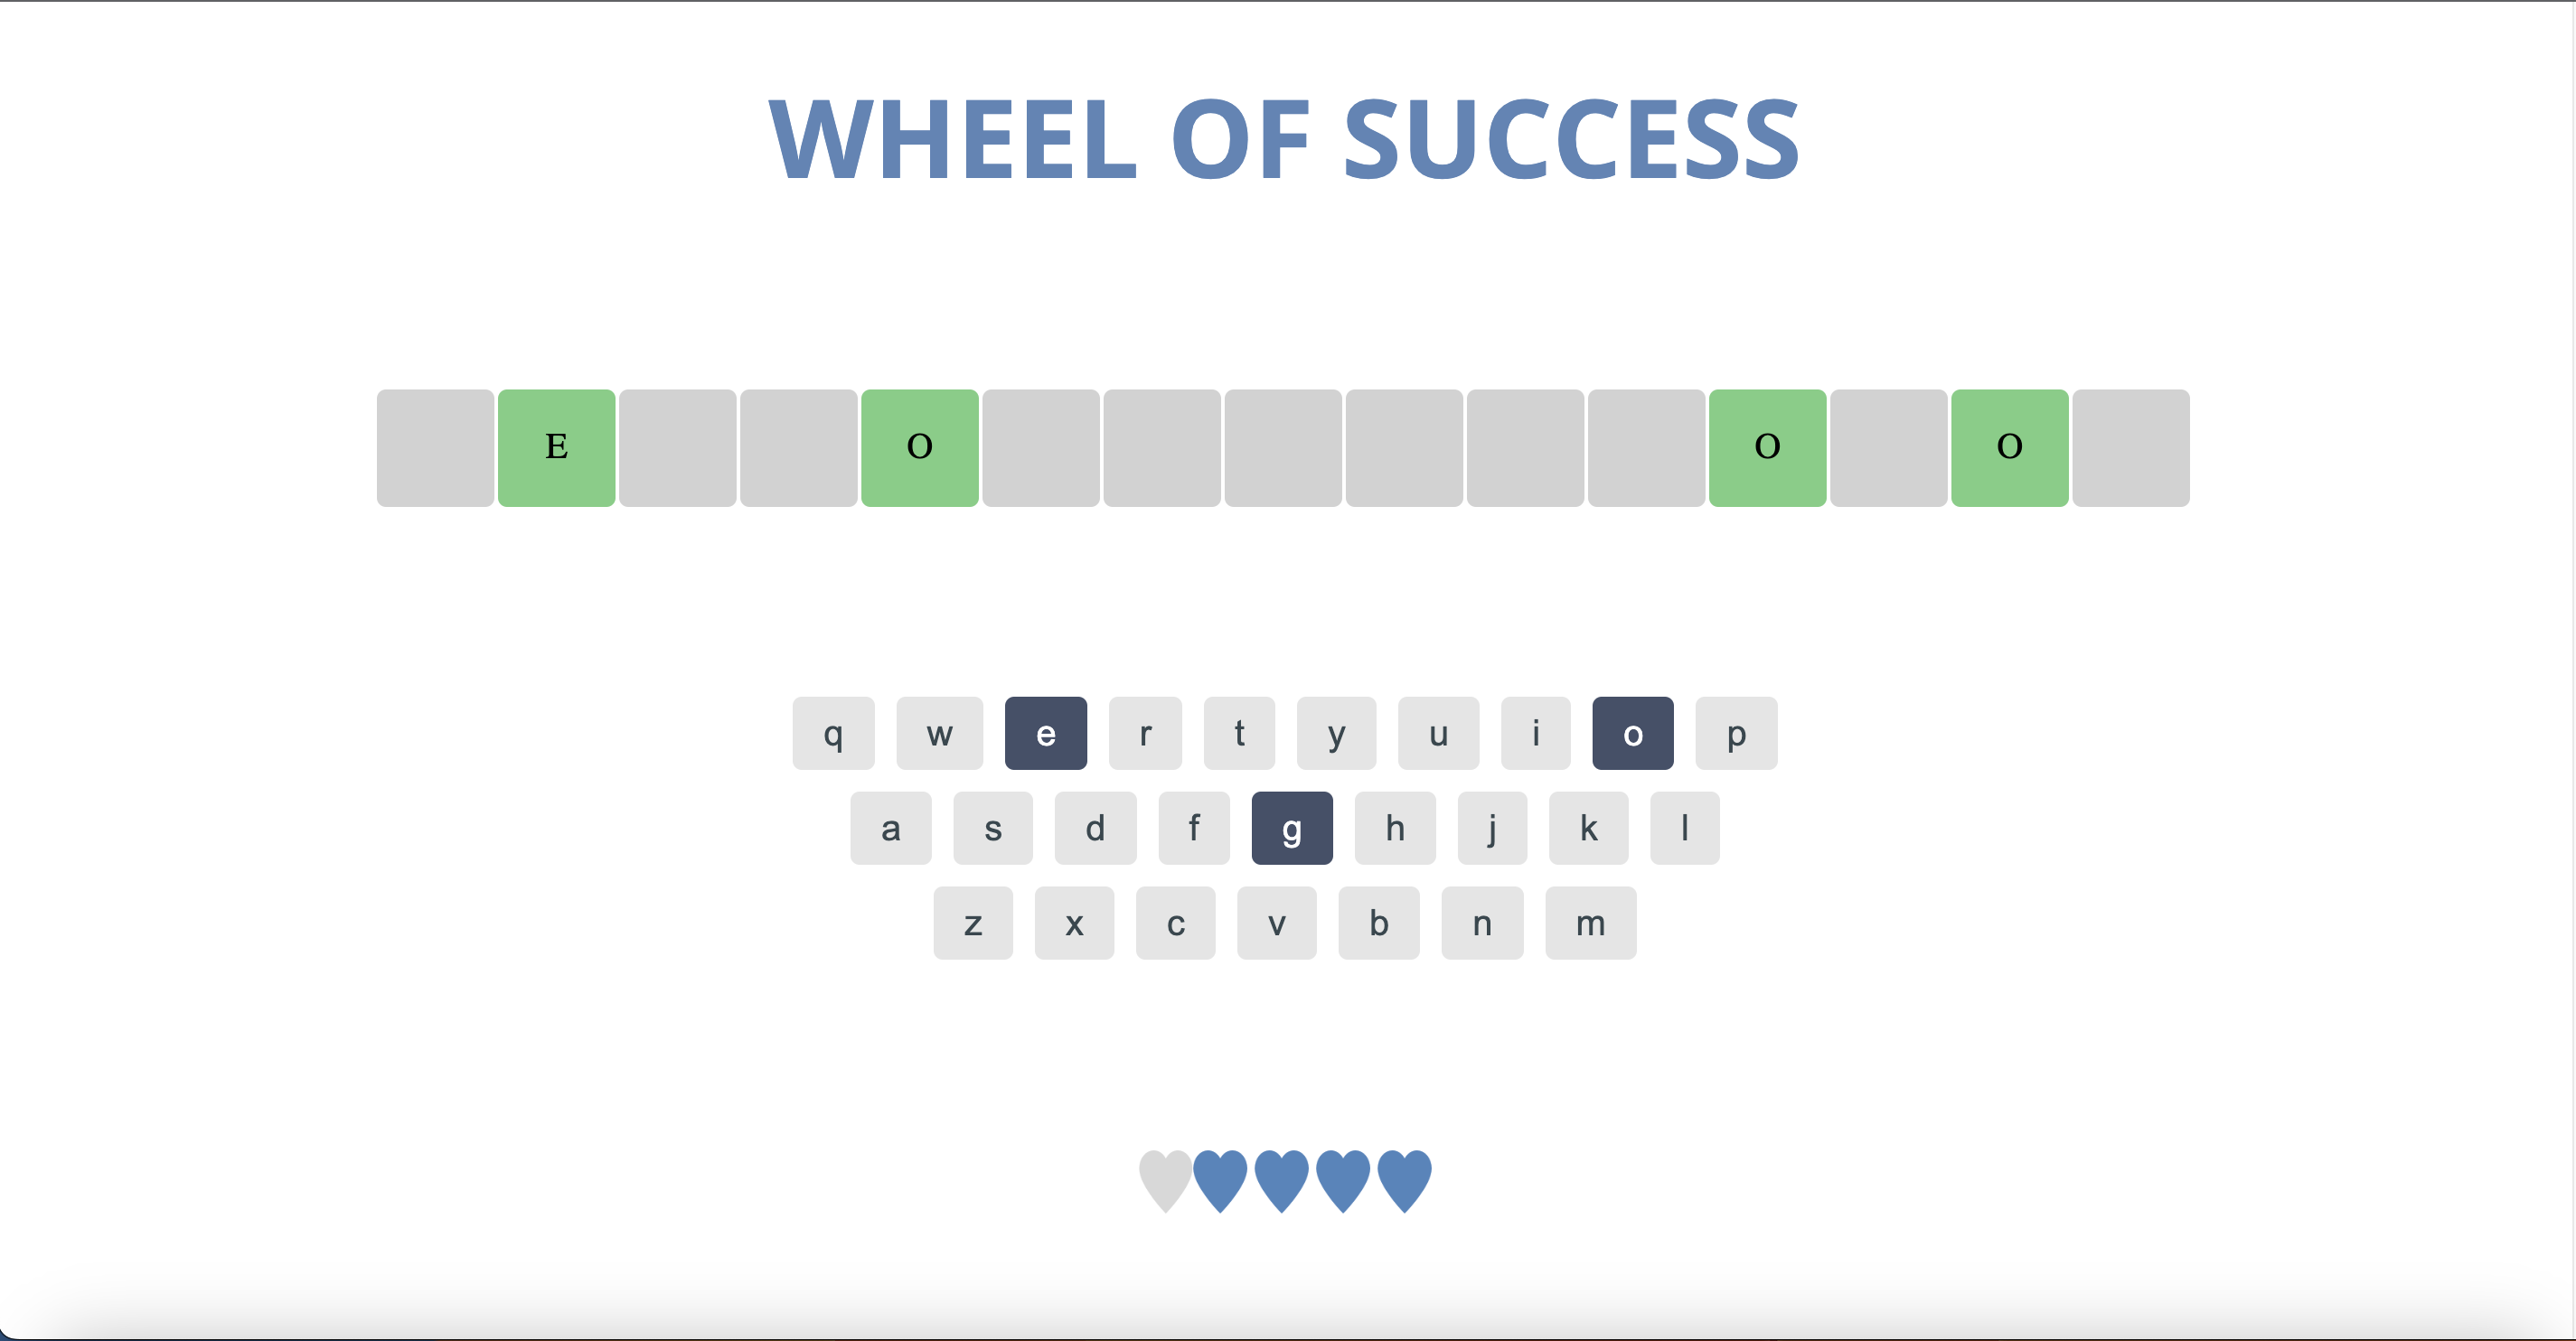 WHEEL OF SUCCESS
E O O O
q w e r t y u i o p
a s d f g h j k l
z x c v b n m